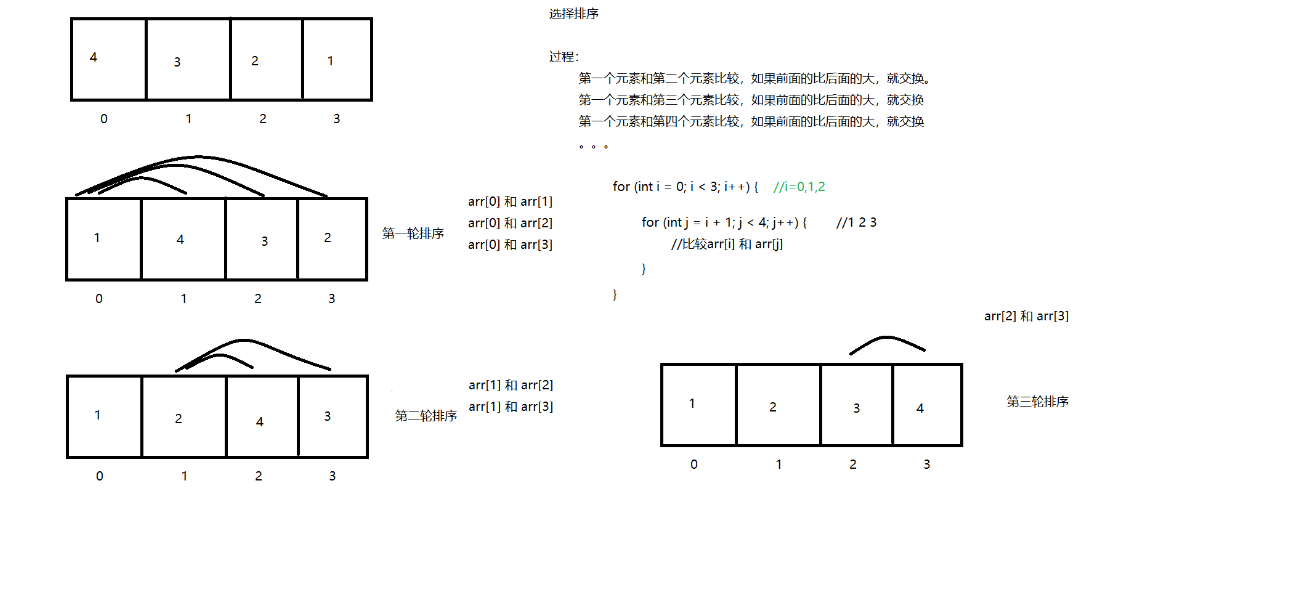 4 3 2 1
0 1 2 3
选择排序
过程：
第一个元素和第二个元素比较，如果前面的比后面的大，就交换。
第一个元素和第三个元素比较，如果前面的比后面的大，就交换
第一个元素和第四个元素比较，如果前面的比后面的大，就交换
。。。
1 4 3 2
0 1 2 3
第一轮排序
arr[0] 和 arr[1]
arr[0] 和 arr[2]
arr[0] 和 arr[3]
for (int i = 0; i < 3; i++) { //i=0,1,2
for (int j = i + 1; j < 4; j++) { //1 2 3
//比较arr[i] 和 arr[j]
}
}
1 2 4 3
0 1 2 3
第二轮排序
arr[1] 和 arr[2]
arr[1] 和 arr[3]
arr[2] 和 arr[3]
1 2 3 4
0 1 2 3
第三轮排序